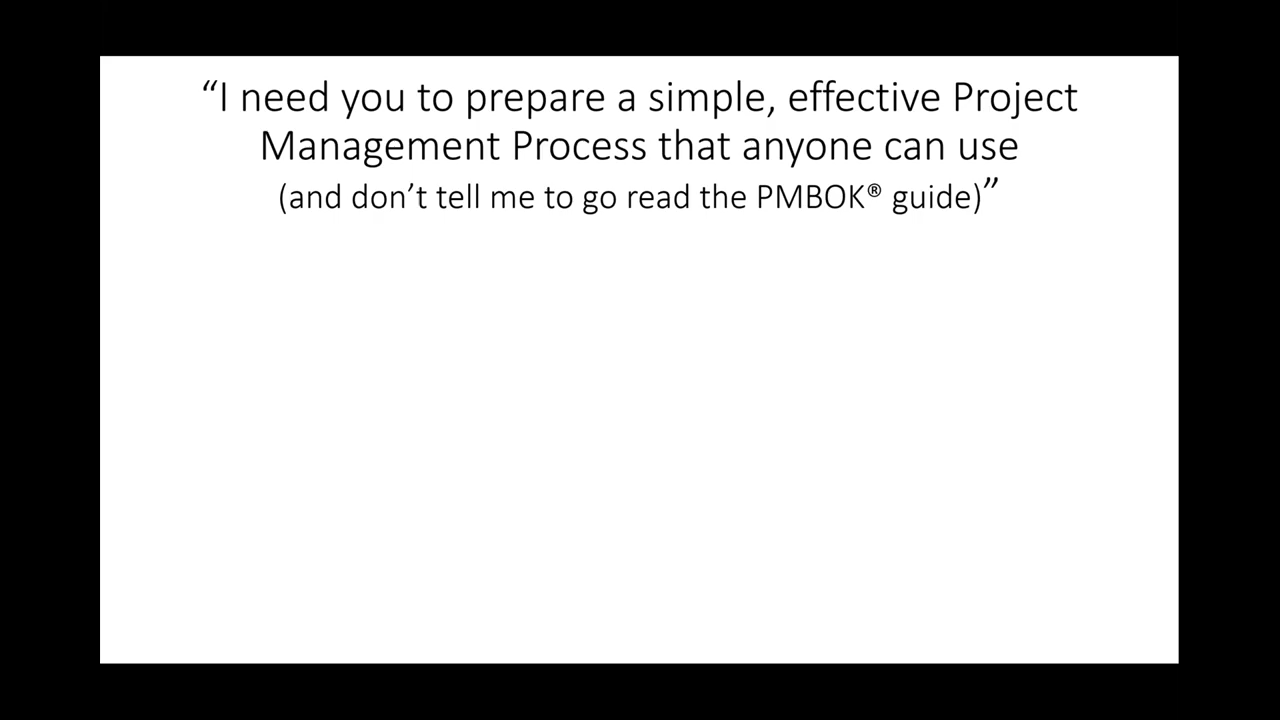 “I need you to prepare a simple, effective Project
Management Process that anyone can use
(and don’t tell me to go read the PMBOK® guide)”